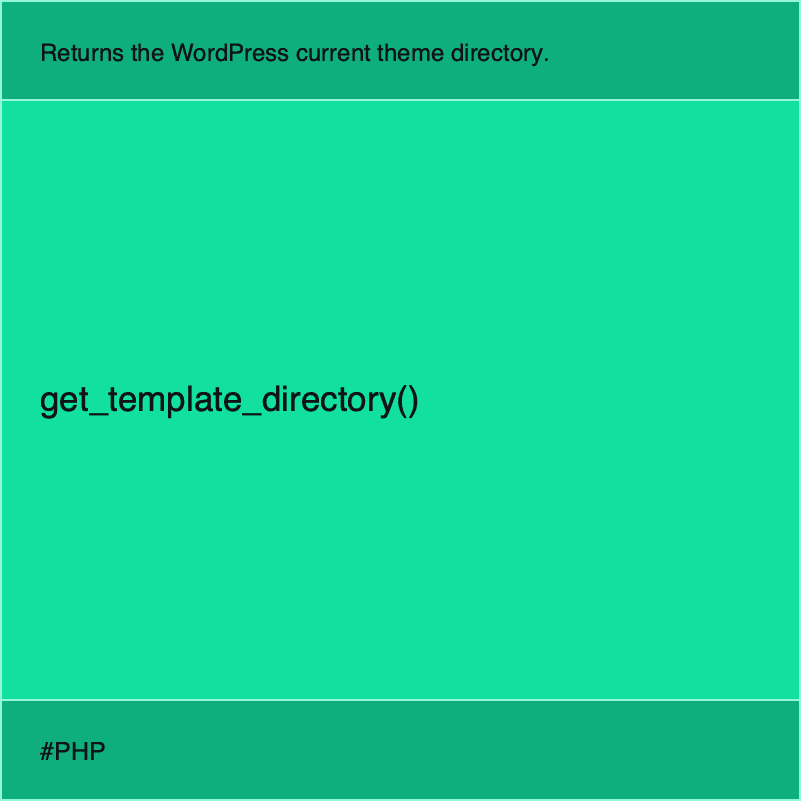 Returns the WordPress current theme directory.
get_template_directory()
#PHP